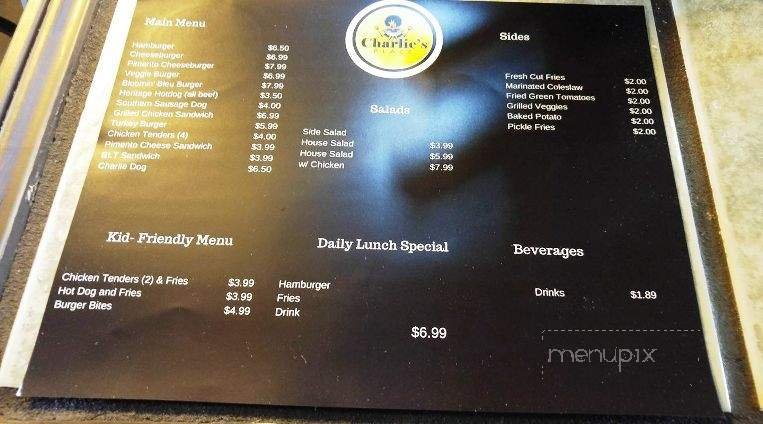 Main Menu
Hamburger $6.50
Cheeseburger $6.99
Pimento Cheeseburger $7.99
Veggie Burger $6.99
Bloomin' Bleu Burger $7.99
Heritage Hotdog (all beef) $3.50
Southern Sausage Dog $4.00
Grilled Chicken Sandwich $6.99
Turkey Burger $5.99
Chicken Tenders (4) $4.00
Pimento Cheese Sandwich $3.99
BLT Sandwich $3.99
Charlie Dog $6.50
Charlie's
PLACE
Salads
Side Salad $3.99
House Salad $5.99
House Salad $7.99
w/ Chicken
Sides
Fresh Cut Fries $2.00
Marinated Coleslaw $2.00
Fried Green Tomatoes $2.00
Grilled Veggies $2.00
Baked Potato $2.00
Pickle Fries $2.00
Kid- Friendly Menu
Chicken Tenders (2) & Fries $3.99
Hot Dog and Fries $3.99
Burger Bites $4.99
Daily Lunch Special
Hamburger
Fries
Drink
$6.99
Beverages
Drinks $1.89
menupix